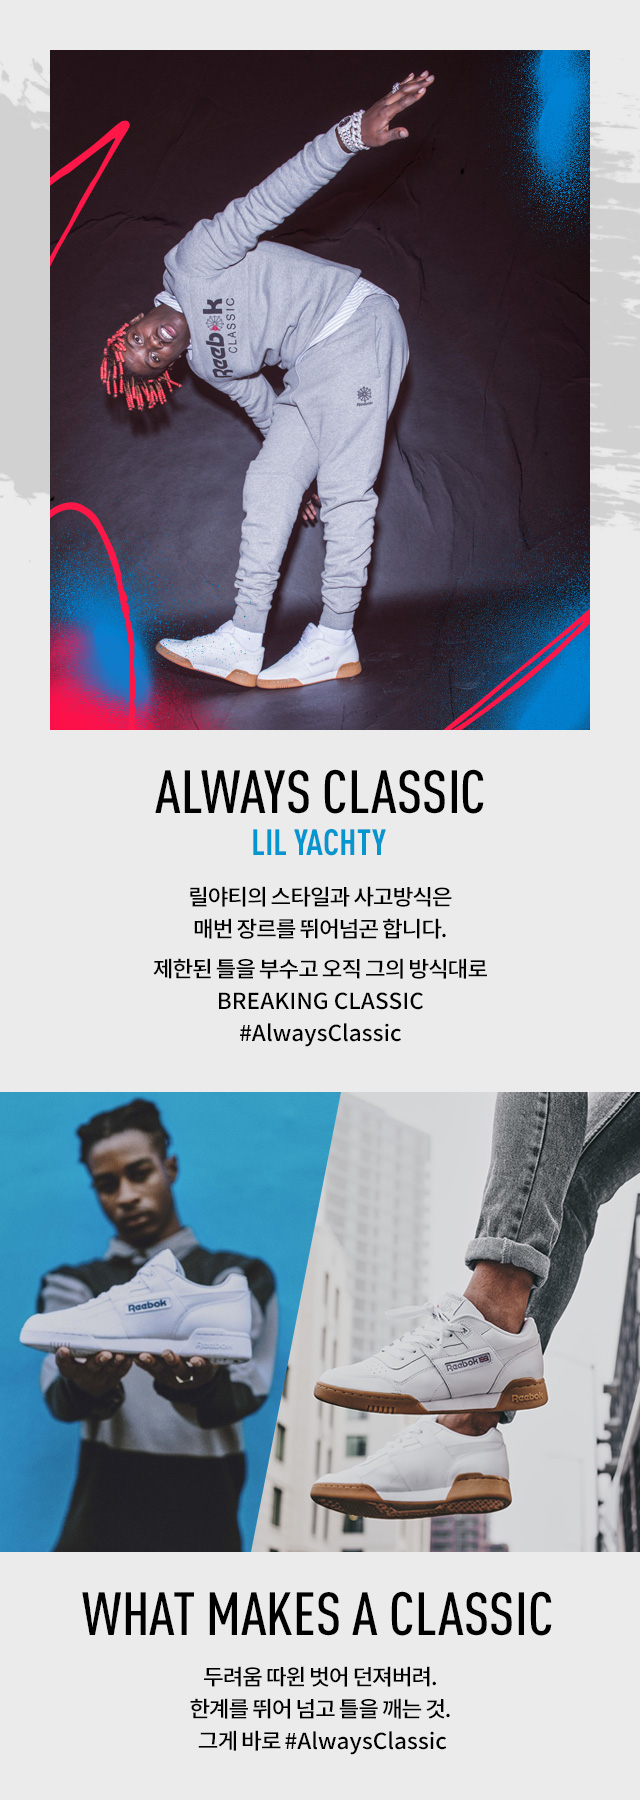 Reebok
CLASSIC
ALWAYS CLASSIC
LIL YACHTY
릴야티의 스타일과 사고방식은
매번 장르를 뛰어넘곤 합니다.
제한된 틀을 부수고 오직 그의 방식대로
BREAKING CLASSIC
#AlwaysClassic
Reebok
Reebok
Reebok
WHAT MAKES A CLASSIC
두려움 따윈 벗어 던져버려.
한계를 뛰어 넘고 틀을 깨는 것.
그게 바로 #AlwaysClassic